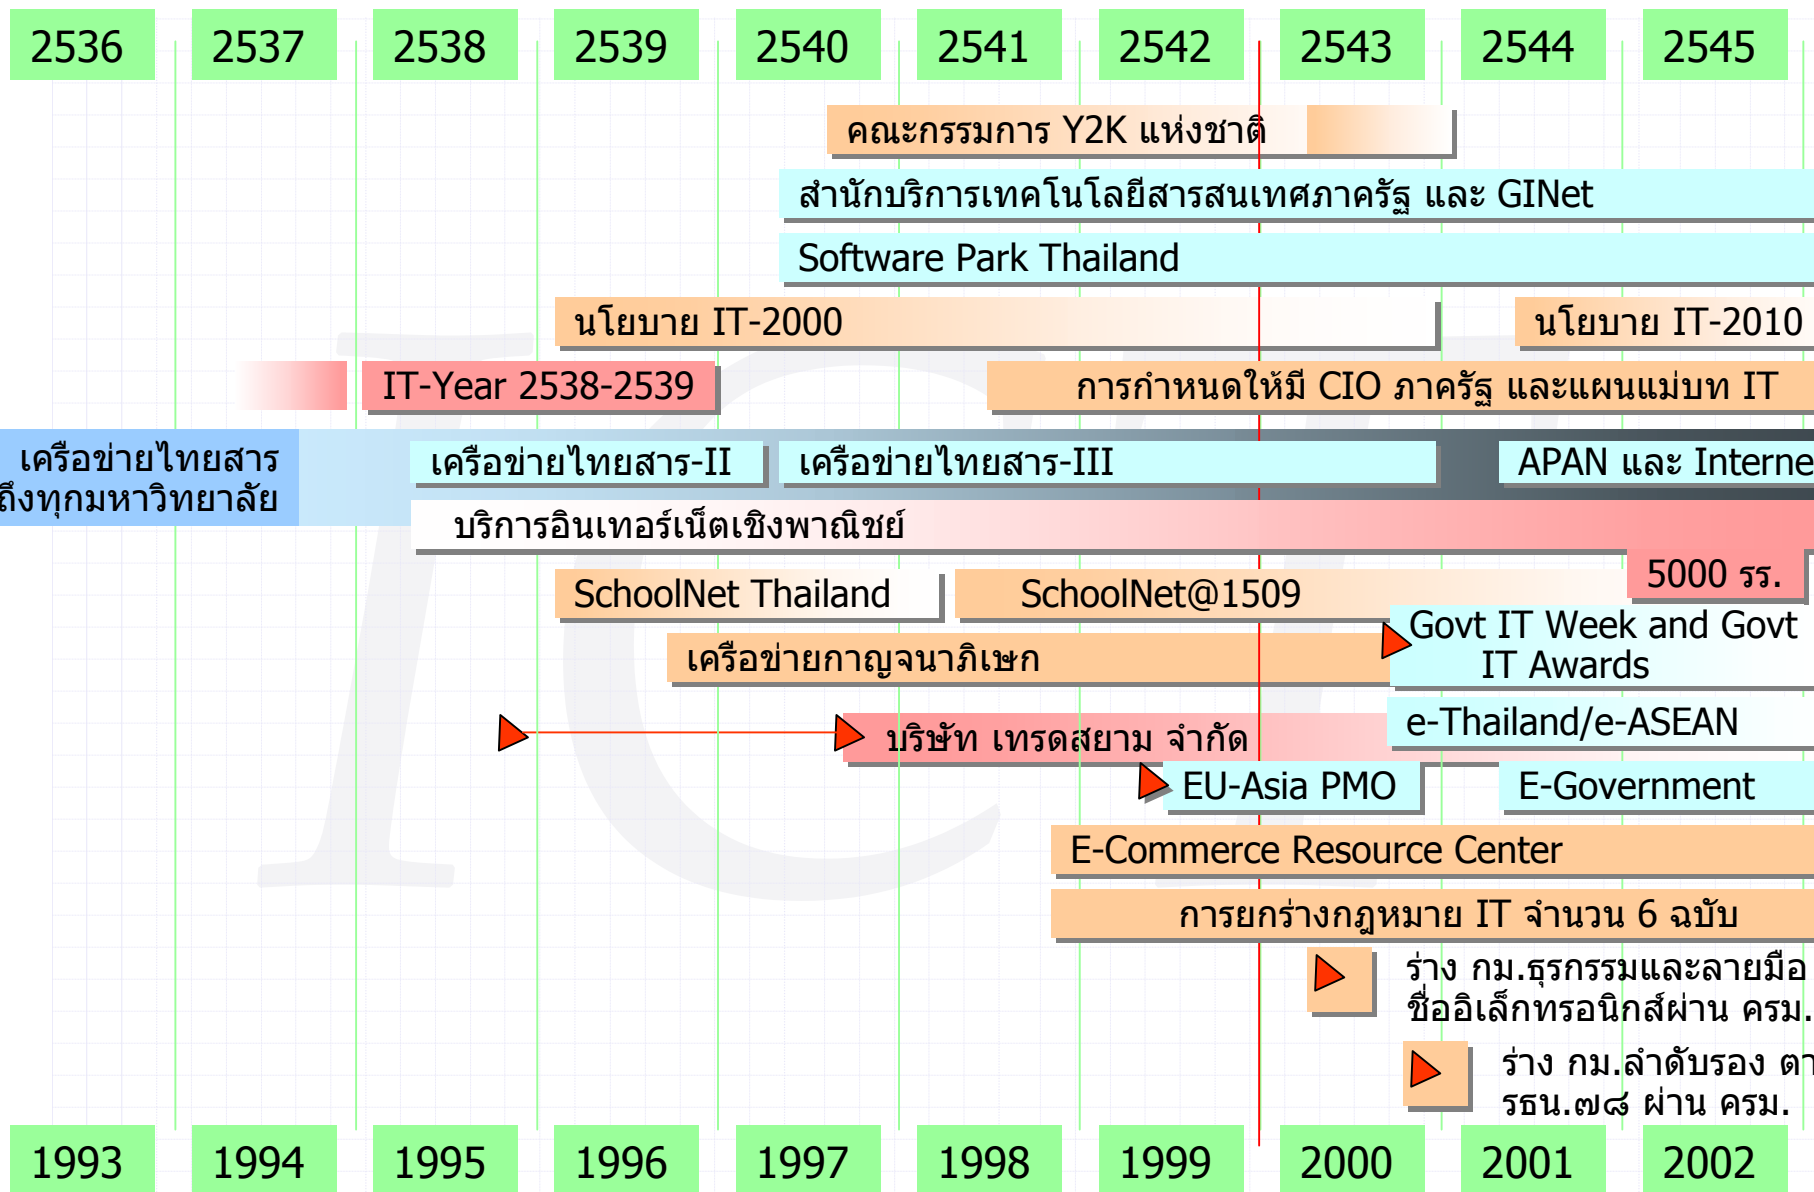 2536 2537 2538 2539 2540 2541 2542 2543 2544 2545
คณะกรรมการ Y2K แห่งชาติ
สำนักบริการเทคโนโลยีสารสนเทศภาครัฐ และ GINet
Software Park Thailand
นโยบาย IT-2000 นโยบาย IT-2010
IT-Year 2538-2539 การกำหนดให้มี CIO ภาครัฐ และแผนแม่บท IT
เครือข่ายไทยสาร
ถึงทุกมหาวิทยาลัย
เครือข่ายไทยสาร-II เครือข่ายไทยสาร-III APAN และ Interne
บริการอินเทอร์เน็ตเชิงพาณิชย์
5000 รร.
SchoolNet Thailand SchoolNet@1509
Govt IT Week and Govt
IT Awards
เครือข่ายกาญจนาภิเษก
e-Thailand/e-ASEAN
บริษัท เทรดสยาม จำกัด
EU-Asia PMO E-Government
E-Commerce Resource Center
การยกร่างกฎหมาย IT จำนวน 6 ฉบับ
ร่าง กม.ธุรกรรมและลายมือ
ชื่ออิเล็กทรอนิกส์ผ่าน ครม.
ร่าง กม.ลำดับรอง ตา
รธน.๗๘ ผ่าน ครม.
1993 1994 1995 1996 1997 1998 1999 2000 2001 2002
ICT